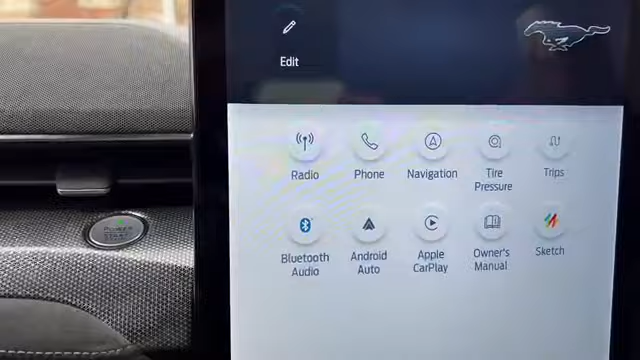 Edit
Radio
Phone
Navigation
Tire
Pressure
Trips
Bluetooth
Audio
Android
Auto
Apple
CarPlay
Owner's
Manual
Sketch